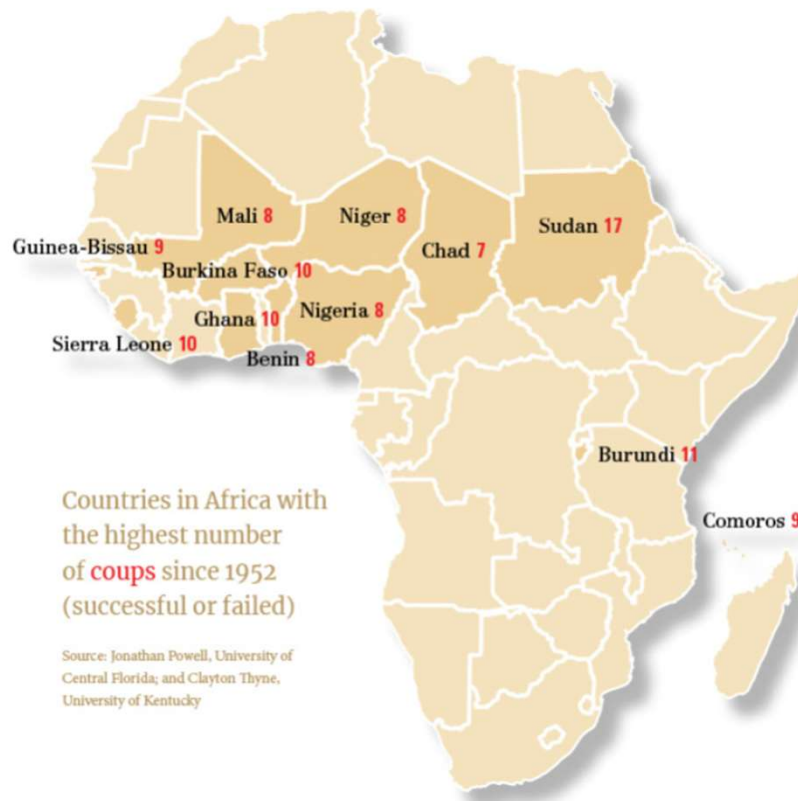 Mali 8
Niger 8
Chad 7
Sudan 17
Guinea-Bissau 9
Burkina Faso 10
Ghana 10
Nigeria 8
Sierra Leone 10
Benin 8
Burundi 11
Comoros 9
Countries in Africa with
the highest number
of coups since 1952
(successful or failed)
Source: Jonathan Powell, University of
Central Florida; and Clayton Thyne,
University of Kentucky